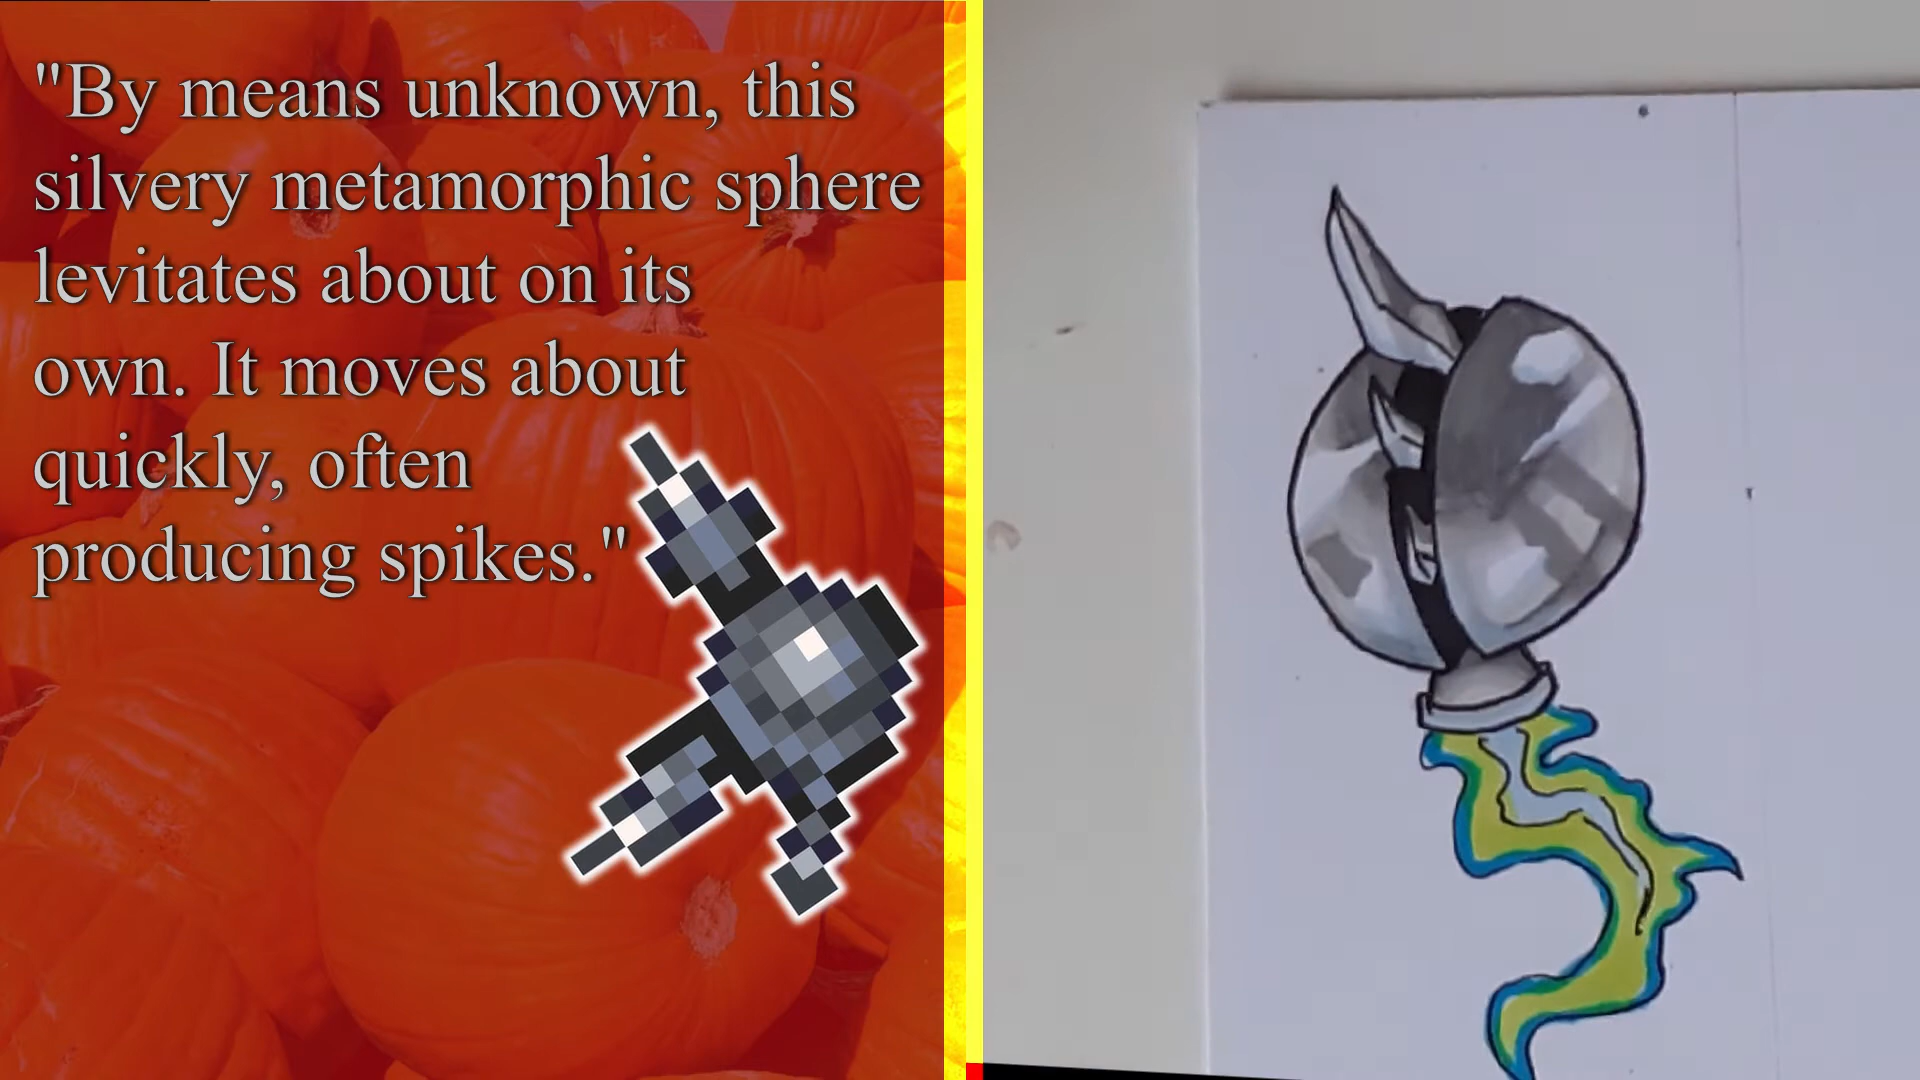 "By means unknown, this
silvery metamorphic sphere
levitates about on its
own. It moves about
quickly, often
producing spikes."